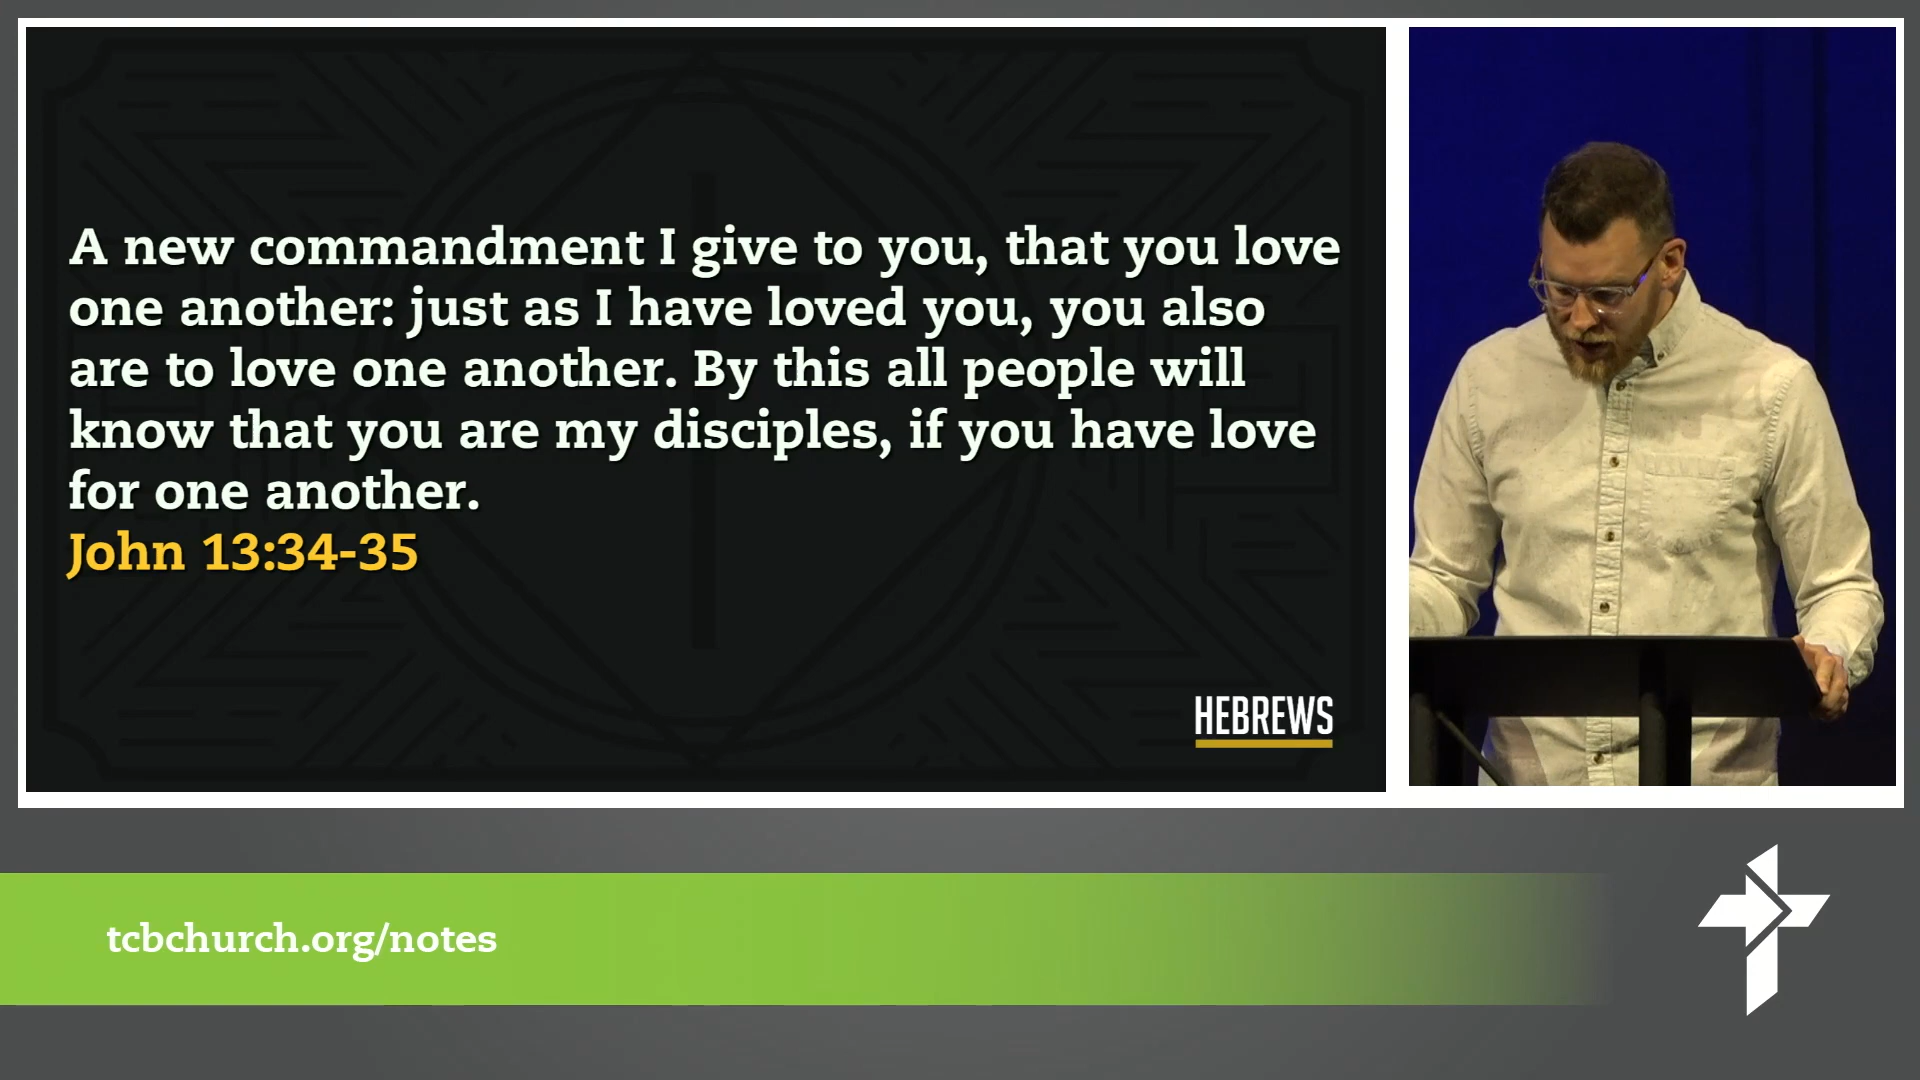 A new commandment I give to you, that you love
one another: just as I have loved you, you also
are to love one another. By this all people will
know that you are my disciples, if you have love
for one another.
John 13:34-35
HEBREWS
tcbchurch.org/notes